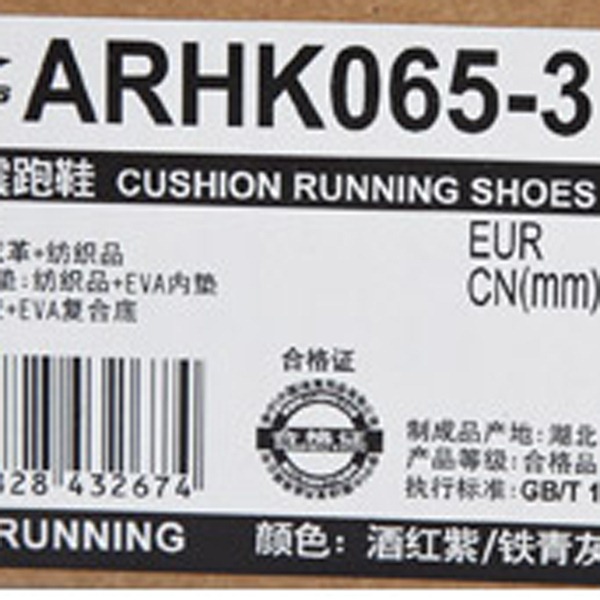 ARHK065-3
跑鞋 CUSHION RUNNING SHOES
革+纺织品
垫:纺织品+EVA内垫
+EVA复合底
EUR
CN(mm)
合格证
制成品产地:湖北
产品等级:合格品
执行标准:GB/T 1
828 432674
RUNNING
颜色: 酒红紫/铁青灰